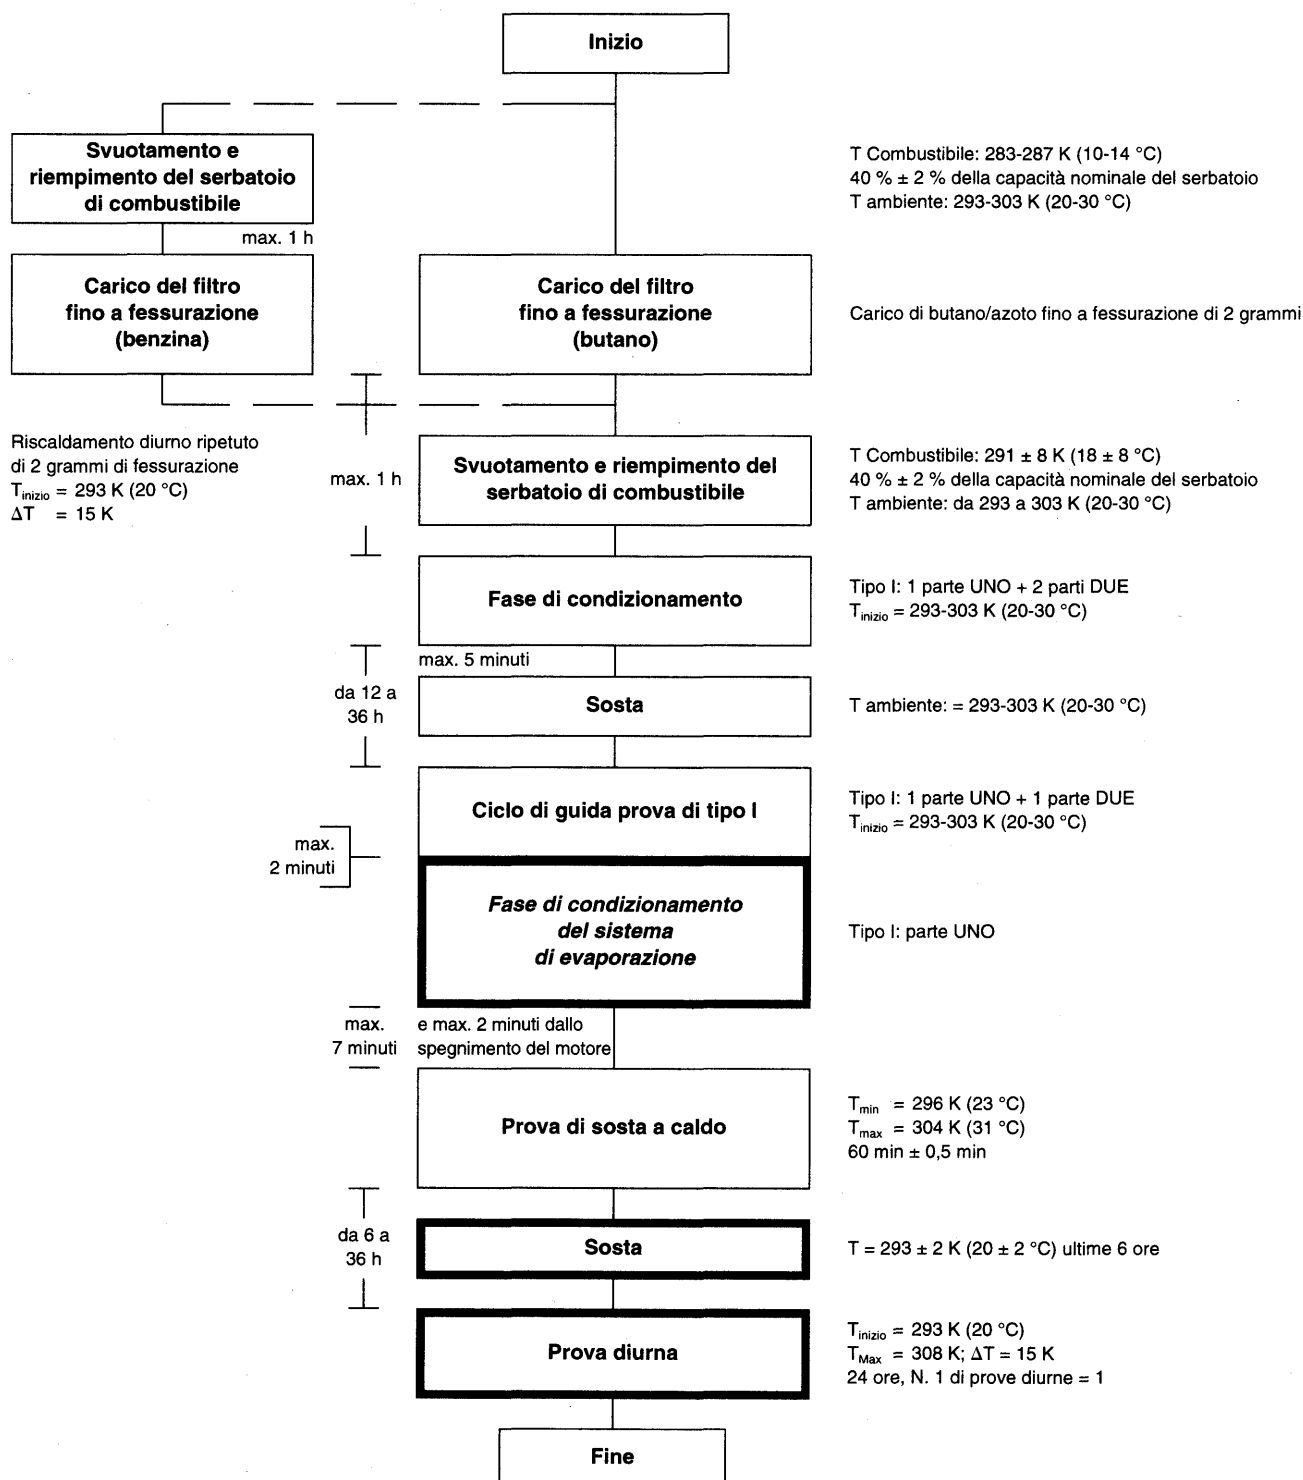 Inizio
Svuotamento e
riempimento del serbatoio
di combustibile
T Combustibile: 283-287 K (10-14 °C)
40 % ± 2 % della capacità nominale del serbatoio
T ambiente: 293-303 K (20-30 °C)
max. 1 h
Carico del filtro
fino a fessurazione
(benzina)
Carico del filtro
fino a fessurazione
(butano)
Carico di butano/azoto fino a fessurazione di 2 grammi
Riscaldamento diurno ripetuto
di 2 grammi di fessurazione
T inizio = 293 K (20 °C)
ΔT = 15 K
max. 1 h
Svuotamento e riempimento del
serbatoio di combustibile
T Combustibile: 291 ± 8 K (18 ± 8 °C)
40 % ± 2 % della capacità nominale del serbatoio
T ambiente: da 293 a 303 K (20-30 °C)
Fase di condizionamento
Tipo I: 1 parte UNO + 2 parti DUE
T inizio = 293-303 K (20-30 °C)
max. 5 minuti
da 12 a
36 h
Sosta
T ambiente: = 293-303 K (20-30 °C)
Ciclo di guida prova di tipo I
Tipo I: 1 parte UNO + 1 parte DUE
T inizio = 293-303 K (20-30 °C)
max.
2 minuti
Fase di condizionamento
del sistema
di evaporazione
Tipo I: parte UNO
max.
7 minuti
e max. 2 minuti dallo
spegnimento del motore
Prova di sosta a caldo
T min = 296 K (23 °C)
T max = 304 K (31 °C)
60 min ± 0,5 min
da 6 a
36 h
Sosta
T = 293 ± 2 K (20 ± 2 °C) ultime 6 ore
Prova diurna
T inizio = 293 K (20 °C)
T Max = 308 K; ΔT = 15 K
24 ore, N. 1 di prove diurne = 1
Fine